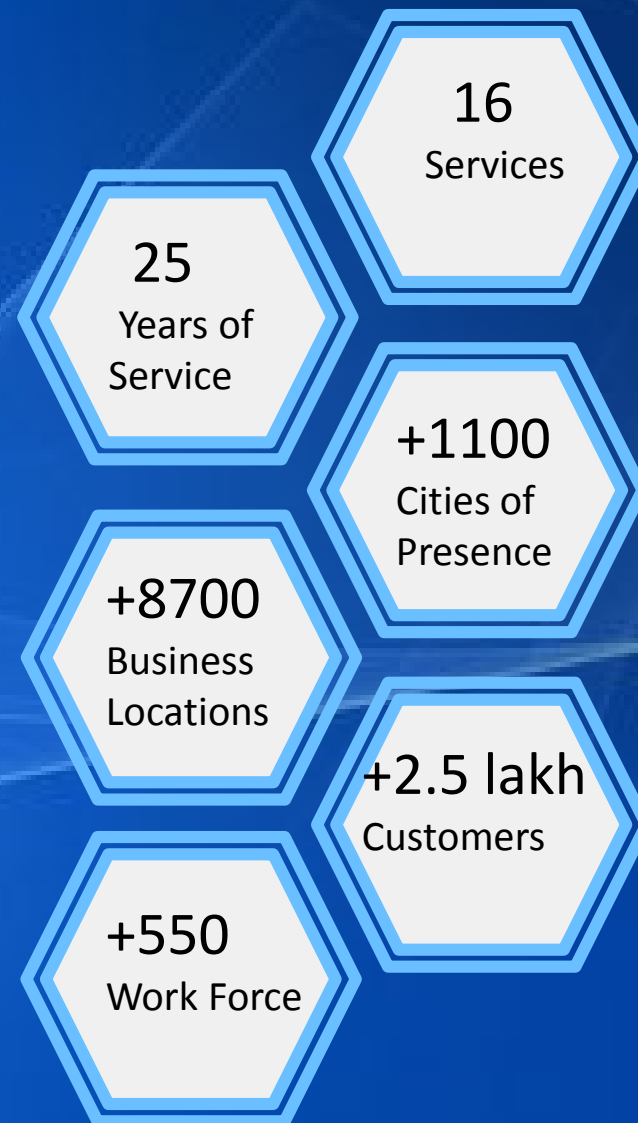 16
Services
25
Years of
Service
+1100
Cities of
Presence
+8700
Business
Locations
+2.5 lakh
Customers
+550
Work Force